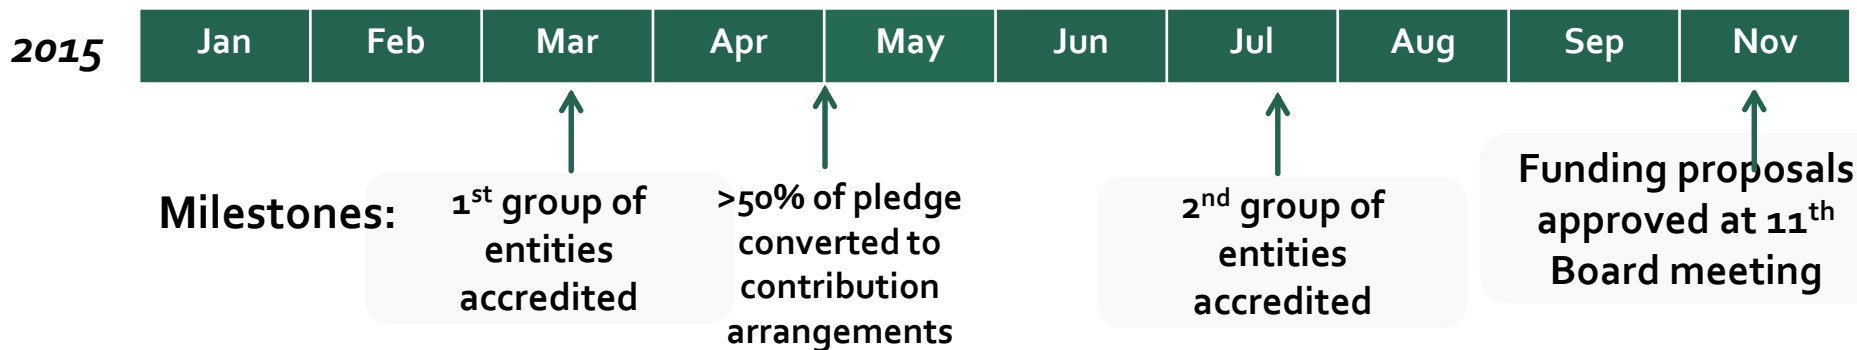 2015 Jan Feb Mar Apr May Jun Jul Aug Sep Nov
Milestones:
1st group of
entities
accredited
>50% of pledge
converted to
contribution
arrangements
2nd group of
entities
accredited
Funding proposals
approved at 11th
Board meeting